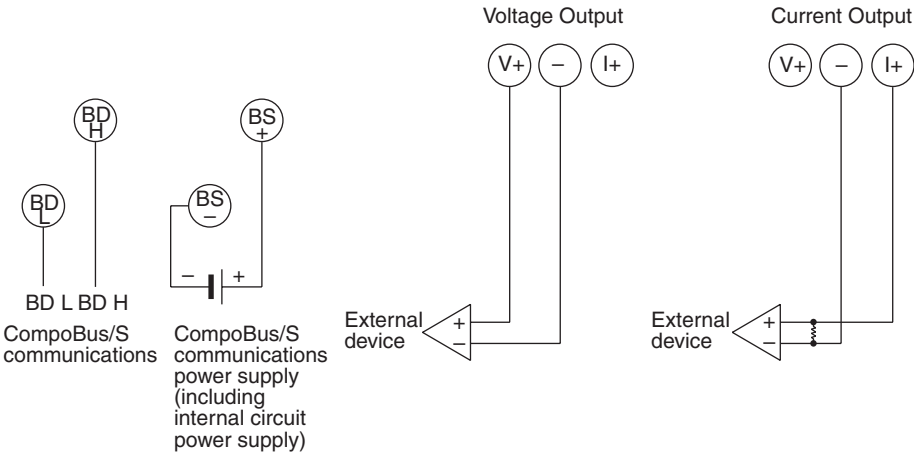 Voltage Output
Current Output
V+
–
I+
V+
–
I+
BD
H
BS
+
BD
L
BS
–
–
+
BD L BD H
CompoBus/S
communications
CompoBus/S
communications
power supply
(including
internal circuit
power supply)
External
device
+
–
External
device
+
–